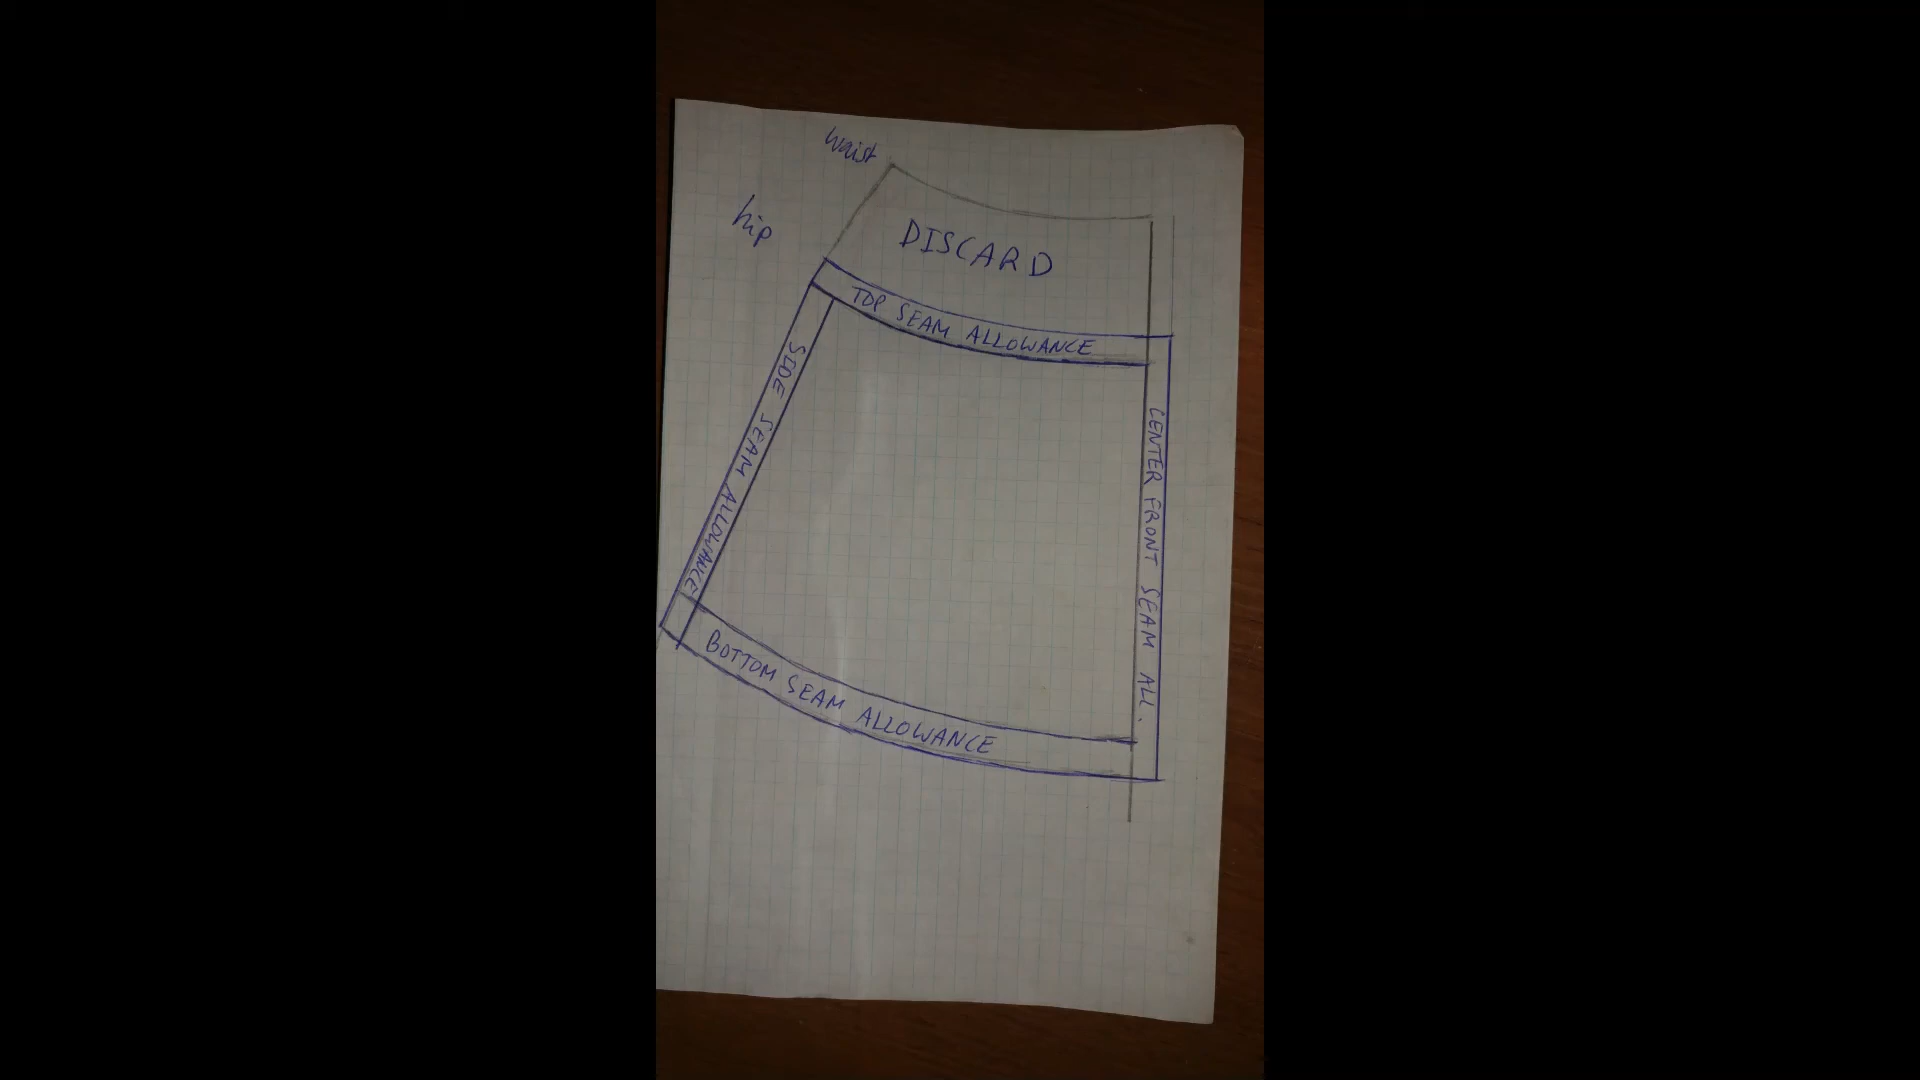 waist
hip
DISCARD
TOP SEAM ALLOWANCE
SIDE SEAM ALLOWANCE
CENTER FRONT SEAM ALL.
BOTTOM SEAM ALLOWANCE